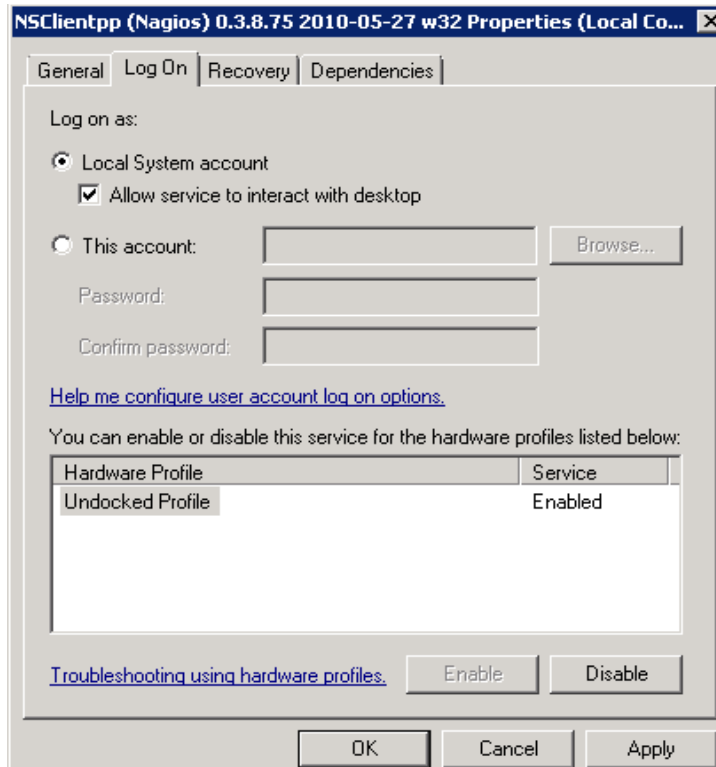 NSClientpp (Nagios) 0.3.8.75 2010-05-27 w32 Properties (Local Co...
General Log On Recovery Dependencies
Log on as:
Local System account
Allow service to interact with desktop
This account: Browse...
Password:
Confirm password:
Help me configure user account log on options.
You can enable or disable this service for the hardware profiles listed below:
Hardware Profile Service
Undocked Profile Enabled
Troubleshooting using hardware profiles. Enable Disable
OK Cancel Apply